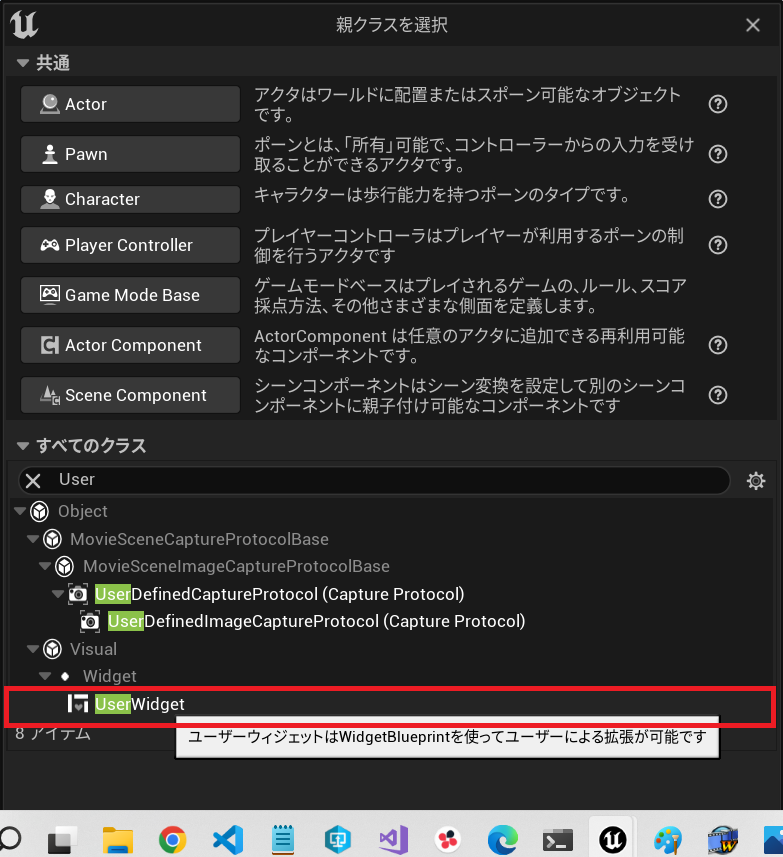 親クラスを選択
共通
Actor
アクタはワールドに配置またはスポーン可能なオブジェクト
です。
Pawn
ポーンとは、「所有」可能で、コントローラーからの入力を受け
取ることができるアクタです。
Character
キャラクターは歩行能力を持つポーンのタイプです。
Player Controller
プレイヤーコントローラはプレイヤーが利用するポーンの制
御を行うアクタです
Game Mode Base
ゲームモードベースはプレイされるゲームの、ルール、スコア
採点方法、その他さまざまな側面を定義します。
Actor Component
ActorComponent は任意のアクタに追加できる再利用可能
なコンポーネントです。
Scene Component
シーンコンポーネントはシーン変換を設定して別のシーンコ
ンポーネントに親子付け可能なコンポーネントです
すべてのクラス
User
Object
MovieSceneCaptureProtocolBase
MovieSceneImageCaptureProtocolBase
UserDefinedCaptureProtocol (Capture Protocol)
UserDefinedImageCaptureProtocol (Capture Protocol)
Visual
Widget
UserWidget
8 アイテム
ユーザーウィジェットはWidgetBlueprintを使ってユーザーによる拡張が可能です